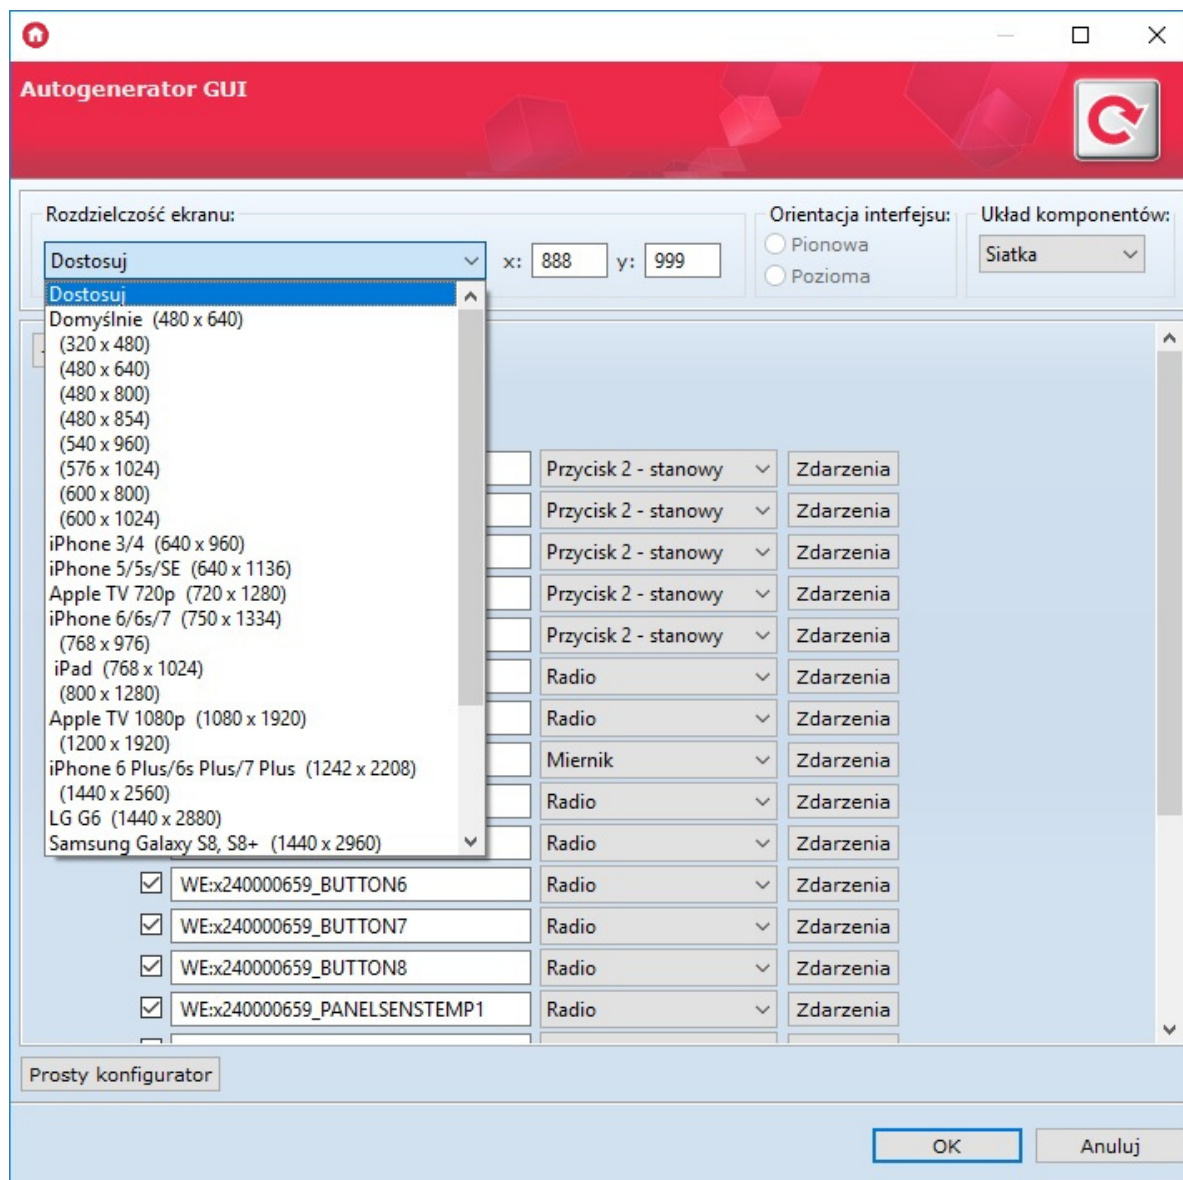 Autogenerator GUI
Rozdzielczość ekranu:
Orientacja interfejsu:
Układ komponentów:
Dostosuj
x: 888
y: 999
Pionowa
Pozioma
Siatka
Dostosuj
Domyślnie (480 x 640)
(320 x 480)
(480 x 640)
(480 x 800)
(480 x 854)
(540 x 960)
(576 x 1024)
(600 x 800)
(600 x 1024)
iPhone 3/4 (640 x 960)
iPhone 5/5s/SE (640 x 1136)
Apple TV 720p (720 x 1280)
iPhone 6/6s/7 (750 x 1334)
(768 x 976)
iPad (768 x 1024)
(800 x 1280)
Apple TV 1080p (1080 x 1920)
(1200 x 1920)
iPhone 6 Plus/6s Plus/7 Plus (1242 x 2208)
(1440 x 2560)
LG G6 (1440 x 2880)
Samsung Galaxy S8, S8+ (1440 x 2960)
Przycisk 2 - stanowy Zdarzenia
Przycisk 2 - stanowy Zdarzenia
Przycisk 2 - stanowy Zdarzenia
Przycisk 2 - stanowy Zdarzenia
Przycisk 2 - stanowy Zdarzenia
Radio Zdarzenia
Radio Zdarzenia
Miernik Zdarzenia
Radio Zdarzenia
Radio Zdarzenia
WE:x240000659_BUTTON6 Radio Zdarzenia
WE:x240000659_BUTTON7 Radio Zdarzenia
WE:x240000659_BUTTON8 Radio Zdarzenia
WE:x240000659_PANELSENSTEMP1 Radio Zdarzenia
Prosty konfigurator
OK
Anuluj